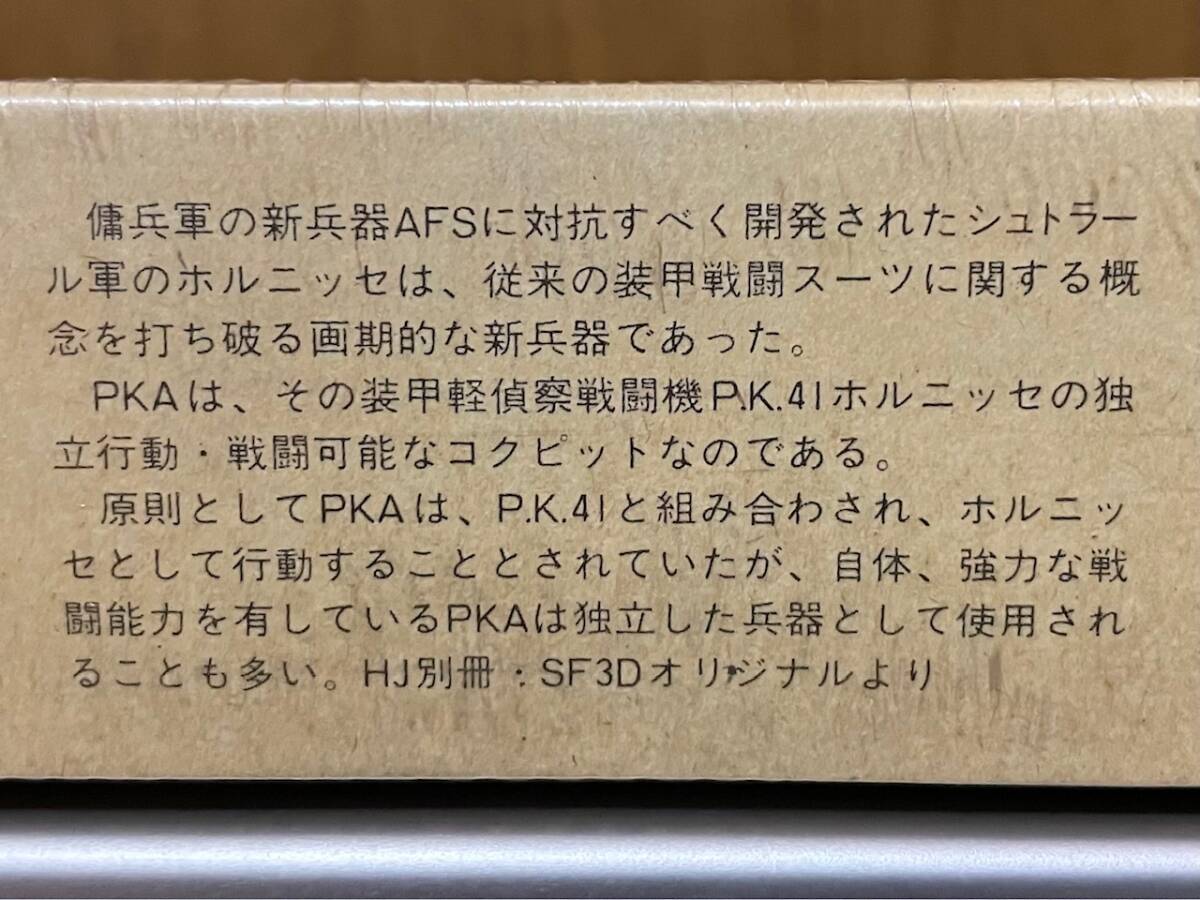 傭兵軍の新兵器AFSに対抗すべく開発されたシュトラー
ル軍のホルニッセは、従来の装甲戦闘スーツに関する概
念を打ち破る画期的な新兵器であった。
PKAは、その装甲軽偵察戦闘機P.K.41ホルニッセの独
立行動・戦闘可能なコクピットなのである。
原則としてPKAは、P.K.41と組み合わされ、ホルニッ
セとして行動することとされていたが、自体、強力な戦
闘能力を有しているPKAは独立した兵器として使用され
ることも多い。HJ別冊・SF3Dオリジナルより